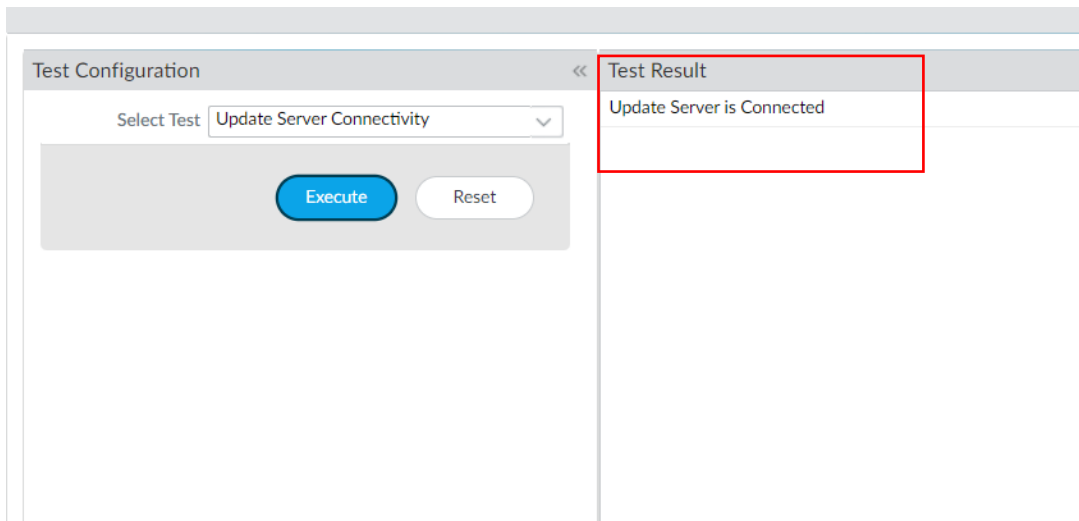 Test Configuration
Select Test Update Server Connectivity
Execute Reset
Test Result
Update Server is Connected